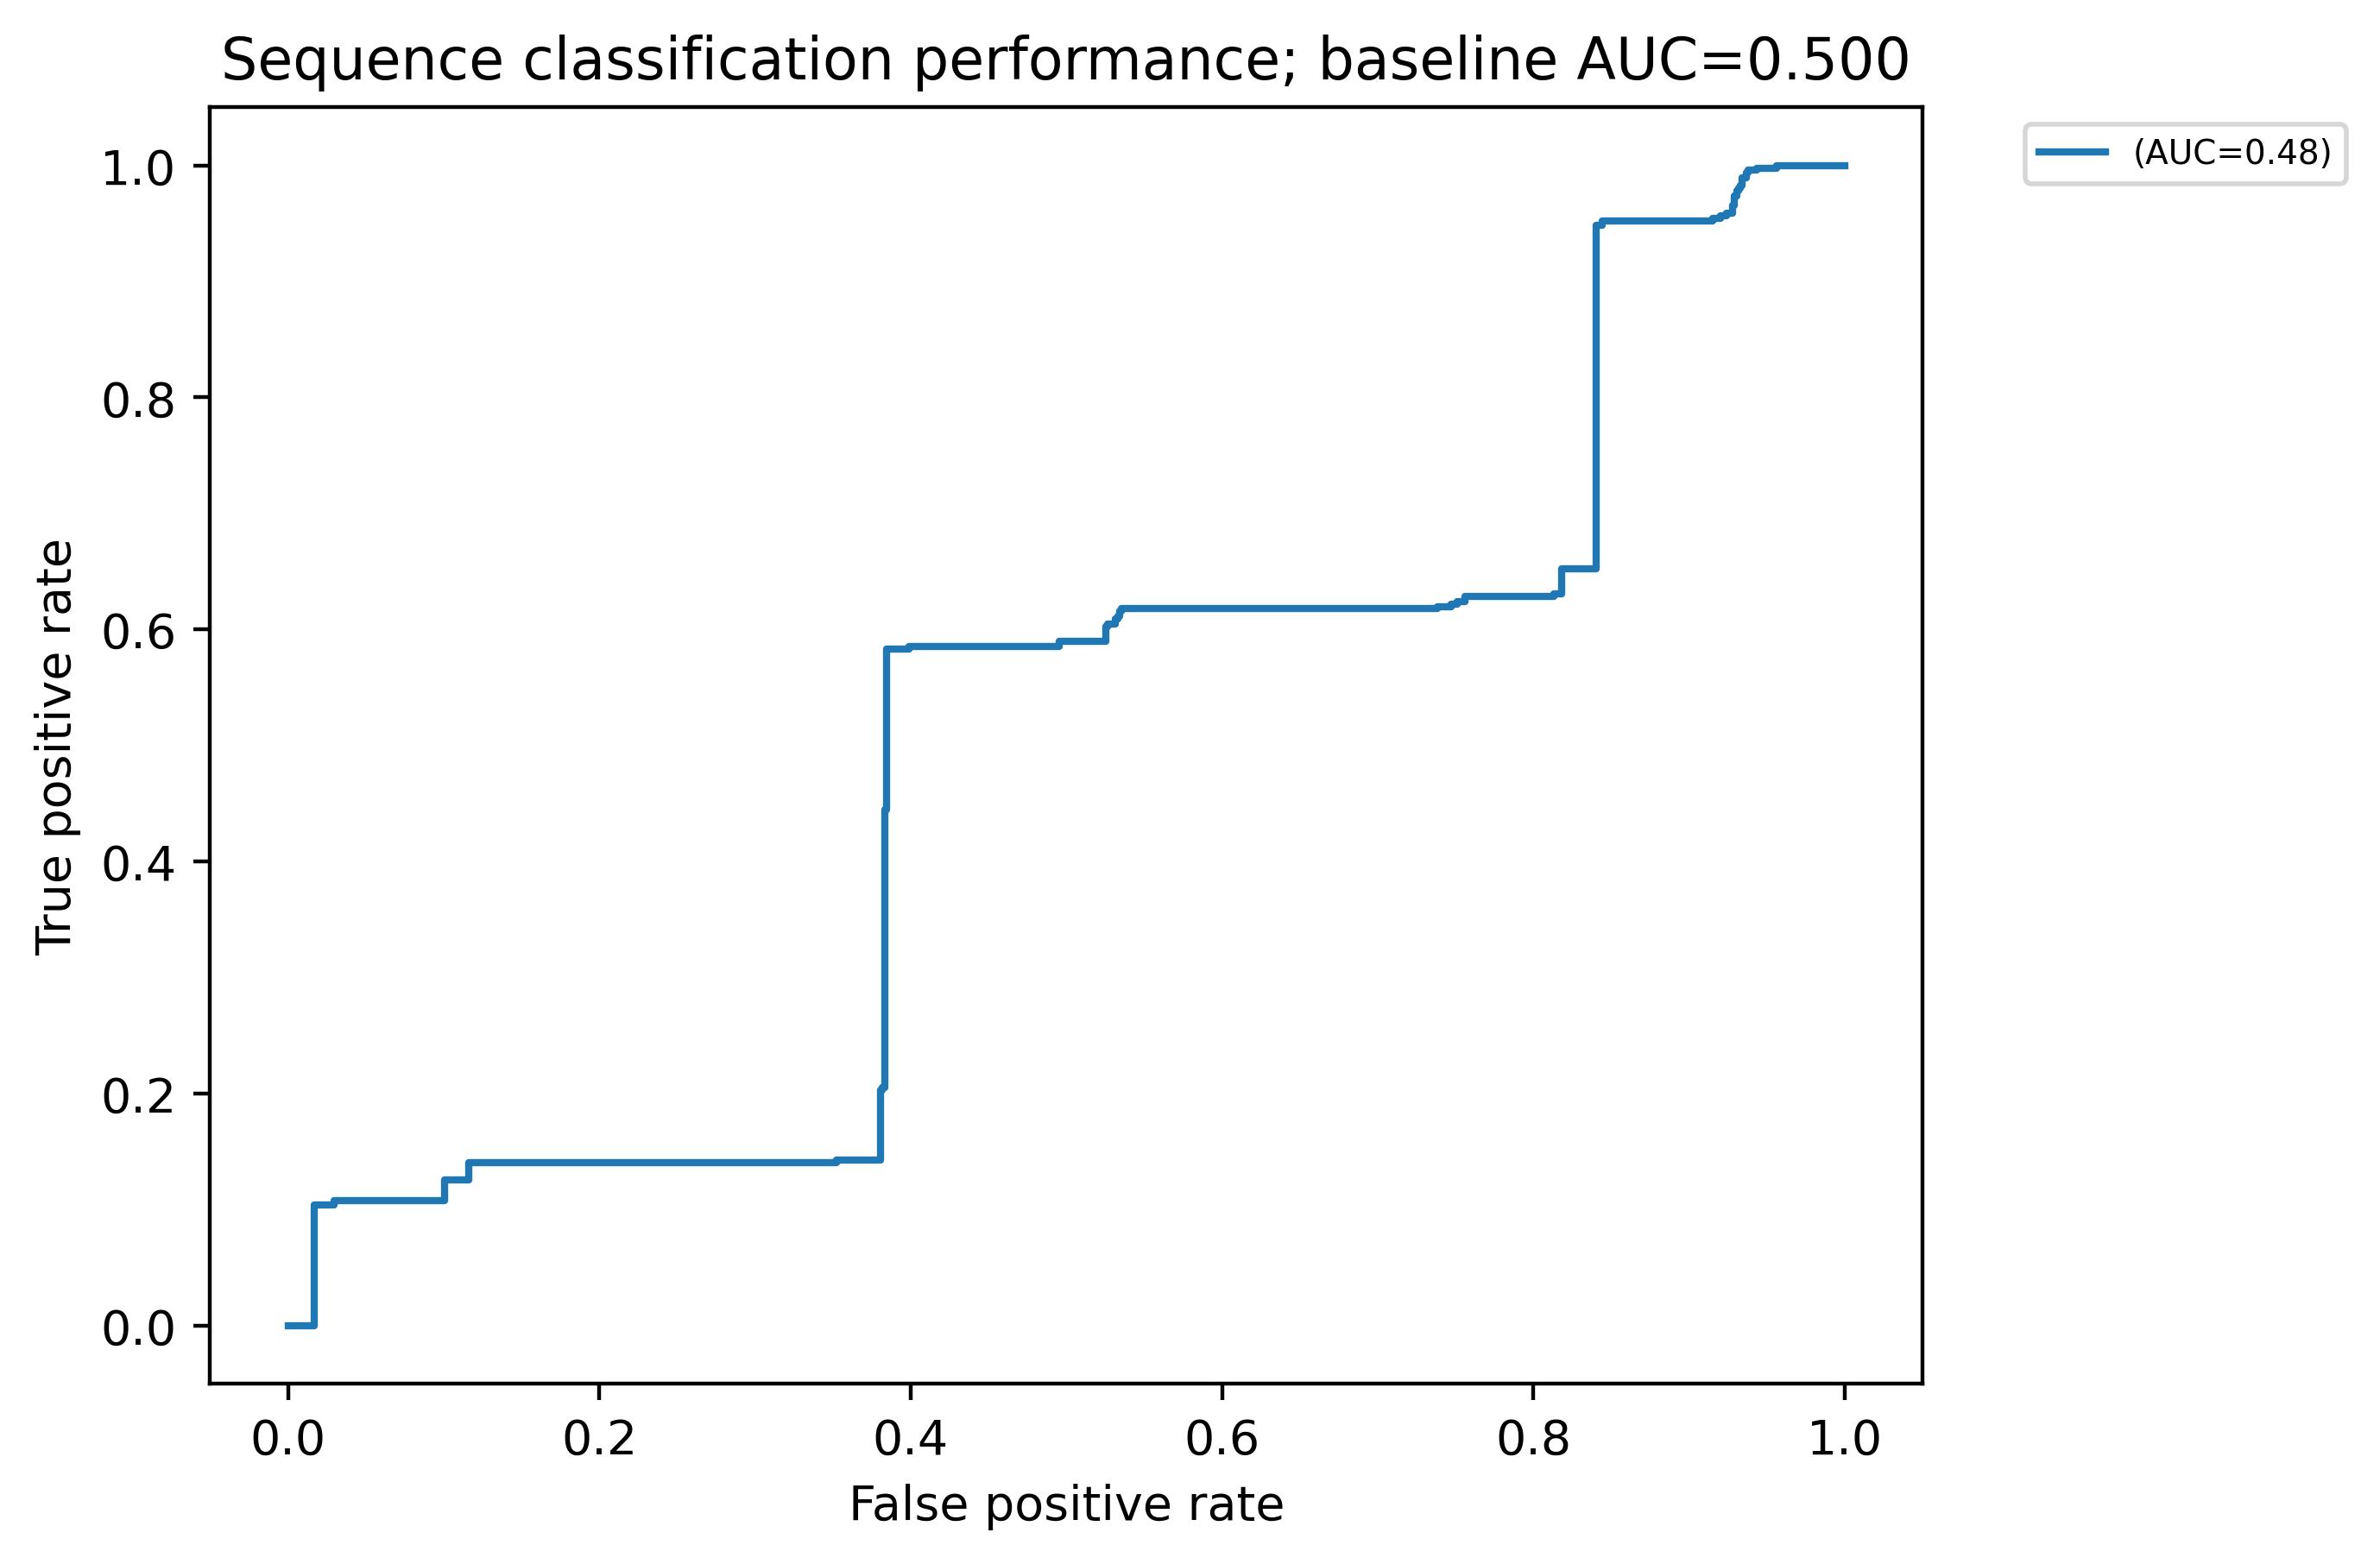 Sequence classification performance; baseline AUC=0.500
(AUC=0.48)
1.0
0.8
0.6
0.4
0.2
0.0
True positive rate
0.0 0.2 0.4 0.6 0.8 1.0
False positive rate